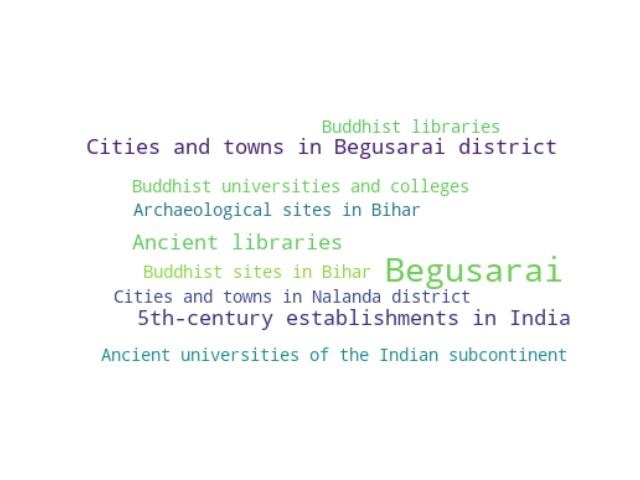 Buddhist libraries
Cities and towns in Begusarai district
Buddhist universities and colleges
Archaeological sites in Bihar
Ancient libraries
Buddhist sites in Bihar Begusarai
Cities and towns in Nalanda district
5th-century establishments in India
Ancient universities of the Indian subcontinent